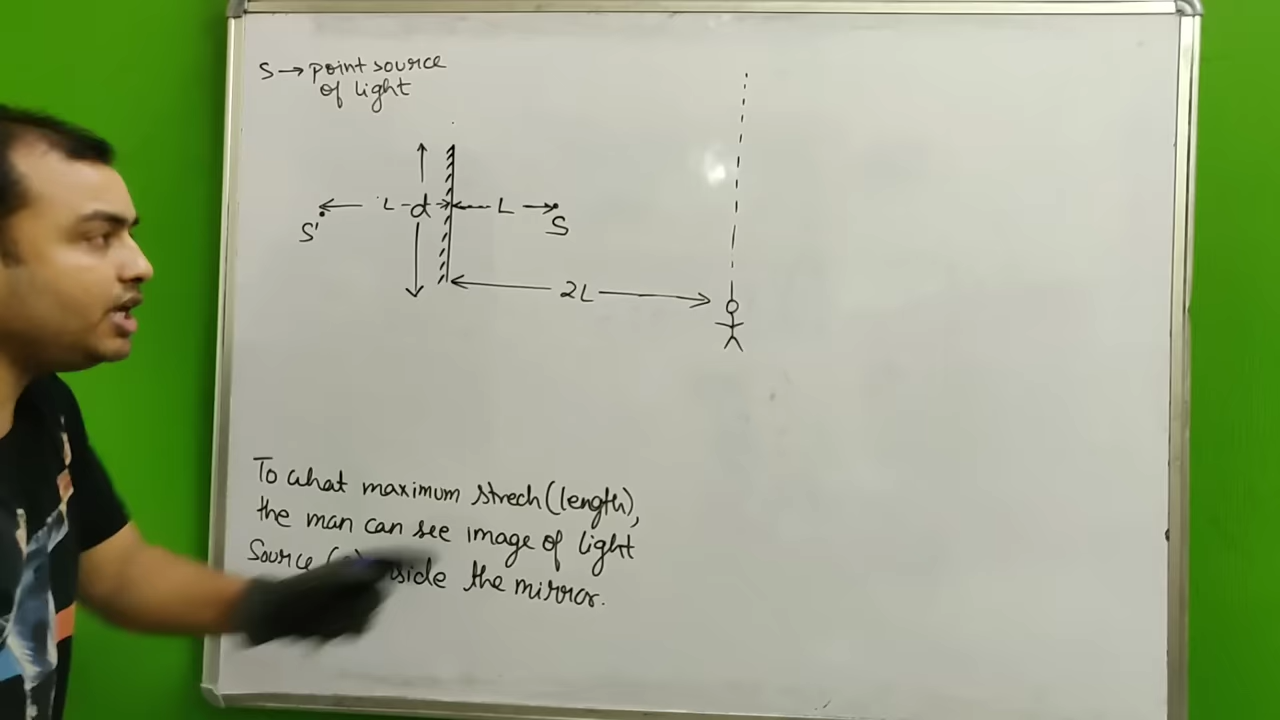 S → point source
of light
L d L
S' S
2L
To what maximum strech (length),
the man can see image of light
Source the mirror.